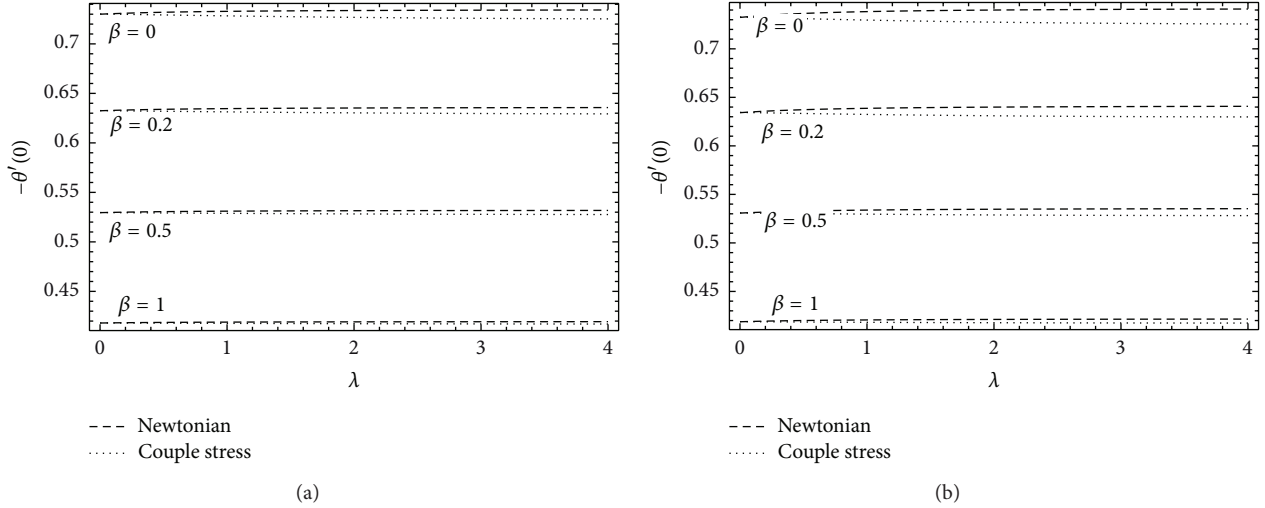 0.7
0.65
0.6
0.55
0.5
0.45
−θ′(0)
β = 0
β = 0.2
β = 0.5
β = 1
0 1 2 3 4
λ
Newtonian
Couple stress
(a)
0.7
0.65
0.6
0.55
0.5
0.45
−θ′(0)
β = 0
β = 0.2
β = 0.5
β = 1
0 1 2 3 4
λ
Newtonian
Couple stress
(b)